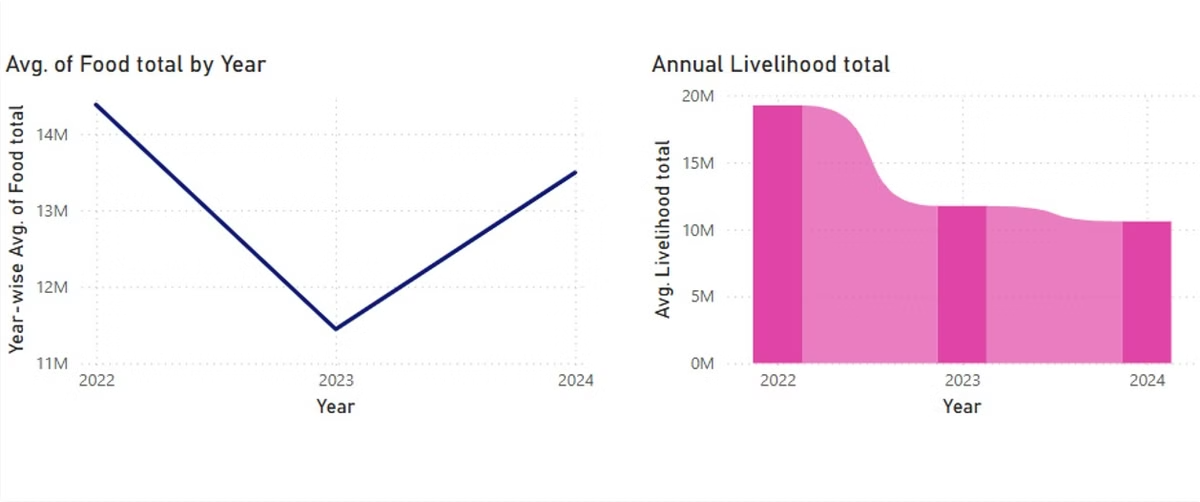 Avg. of Food total by Year
Year-wise Avg. of Food total
14M
13M
12M
11M
2022 2023 2024
Year
Annual Livelihood total
Avg. Livelihood total
20M
15M
10M
5M
0M
2022 2023 2024
Year